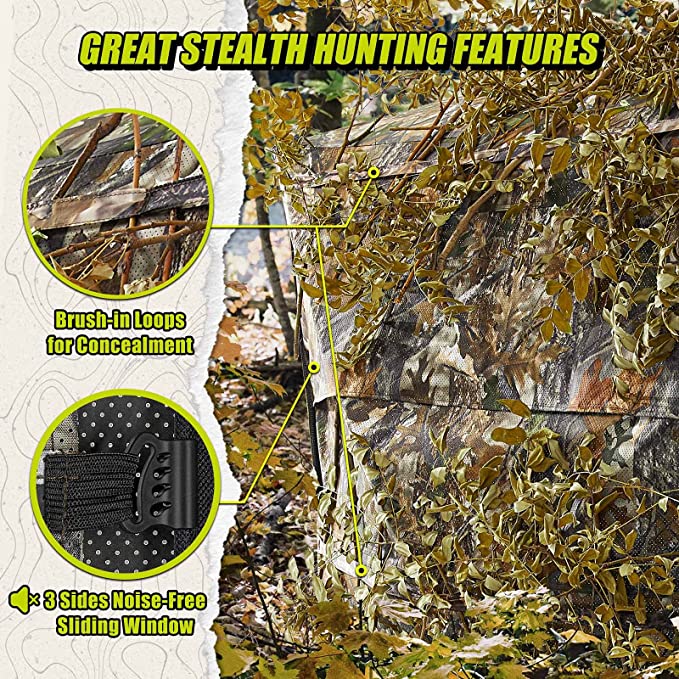 GREAT STEALTH HUNTING FEATURES
Brush-in Loops
for Concealment
3 Sides Noise-Free
Sliding Window